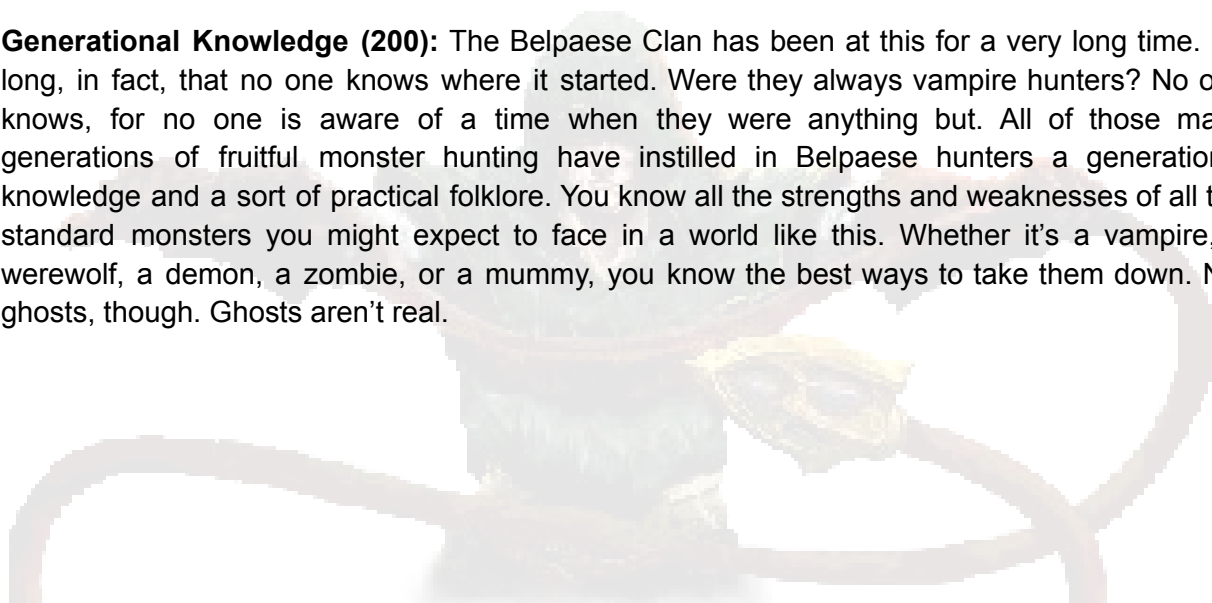 Generational Knowledge (200): The Belpaese Clan has been at this for a very long time.
long, in fact, that no one knows where it started. Were they always vampire hunters? No o
knows, for no one is aware of a time when they were anything but. All of those ma
generations of fruitful monster hunting have instilled in Belpaese hunters a generation
knowledge and a sort of practical folklore. You know all the strengths and weaknesses of all t
standard monsters you might expect to face in a world like this. Whether it’s a vampire,
werewolf, a demon, a zombie, or a mummy, you know the best ways to take them down. N
ghosts, though. Ghosts aren’t real.